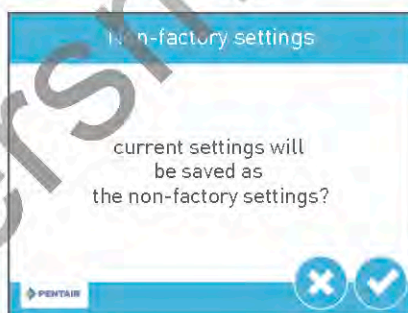 Non-factory settings
current settings will
be saved as
the non-factory settings?
PENTAIR